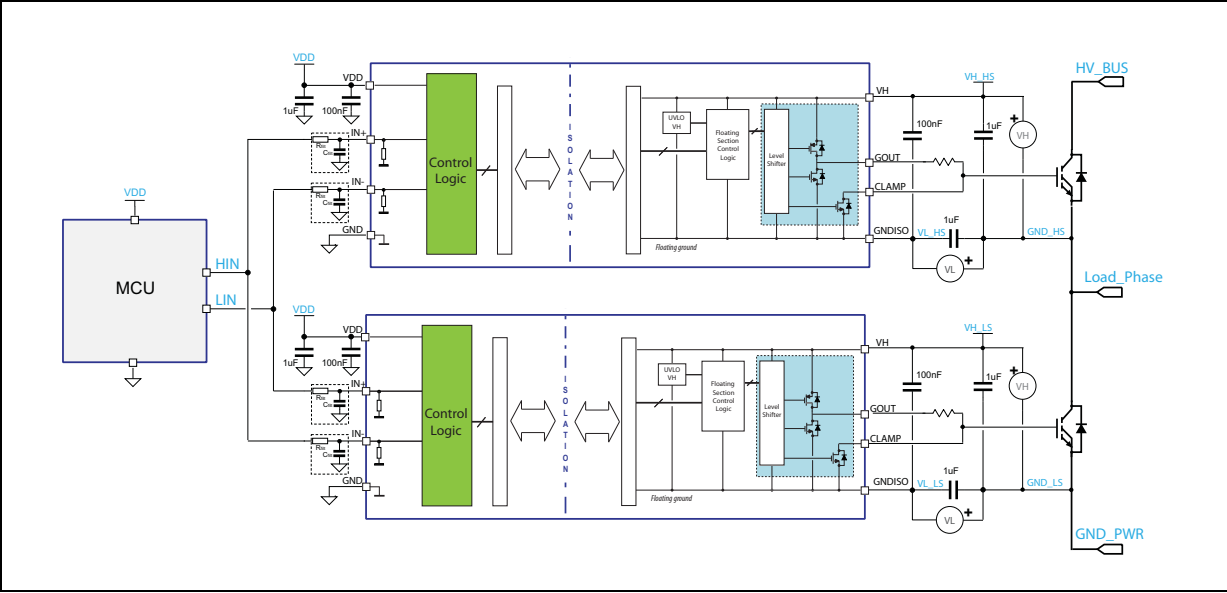 VDD
VDD
1uF
100nF
IN+
R
C
IN-
R
C
GND
Control
Logic
I
S
O
L
A
T
I
O
N
UVLO
VH
Floating
Section
Control
Logic
Level
Shifter
Floating ground
VH
GOUT
CLAMP
GNDISO
VH_HS
100nF
1uF
VH
+
1uF
VL_HS
GND_HS
VL
+
HV_BUS
VDD
MCU
HIN
LIN
Load_Phase
VDD
VDD
1uF
100nF
IN+
R
C
IN-
R
C
GND
Control
Logic
I
S
O
L
A
T
I
O
N
UVLO
VH
Floating
Section
Control
Logic
Level
Shifter
Floating ground
VH
GOUT
CLAMP
GNDISO
VH_LS
100nF
1uF
VH
+
1uF
VL_LS
GND_LS
VL
+
GND_PWR